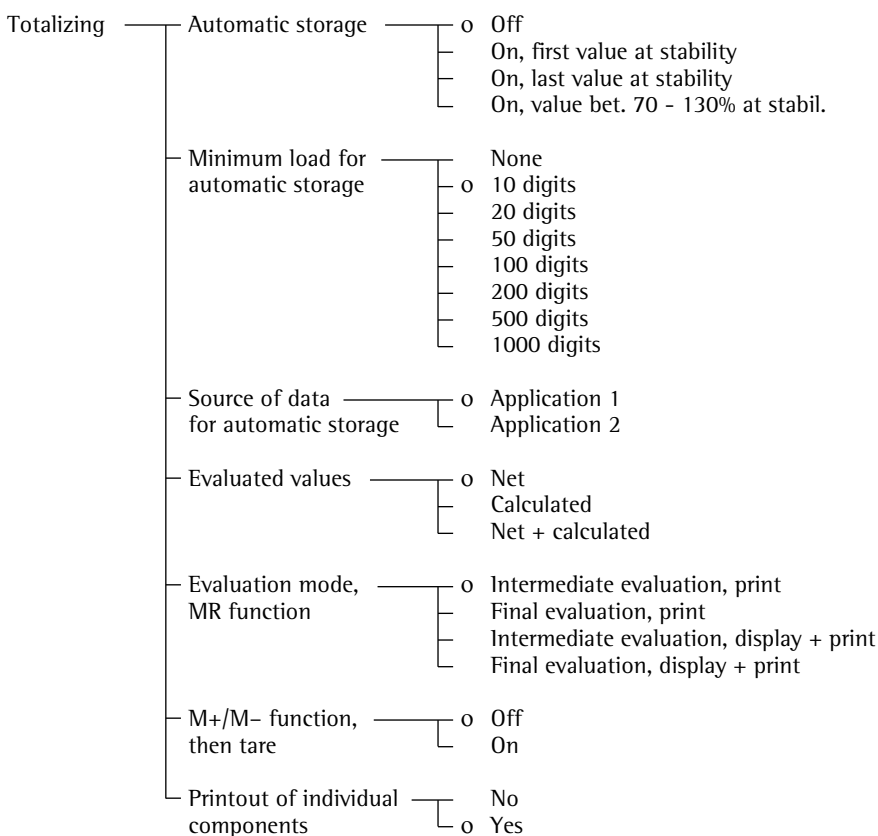 Totalizing Automatic storage o Off
On, first value at stability
On, last value at stability
On, value bet. 70 - 130% at stabil.
Minimum load for None
automatic storage o 10 digits
20 digits
50 digits
100 digits
200 digits
500 digits
1000 digits
Source of data o Application 1
for automatic storage Application 2
Evaluated values o Net
Calculated
Net + calculated
Evaluation mode, o Intermediate evaluation, print
MR function Final evaluation, print
Intermediate evaluation, display + print
Final evaluation, display + print
M+/M– function, o Off
then tare On
Printout of individual No
components o Yes